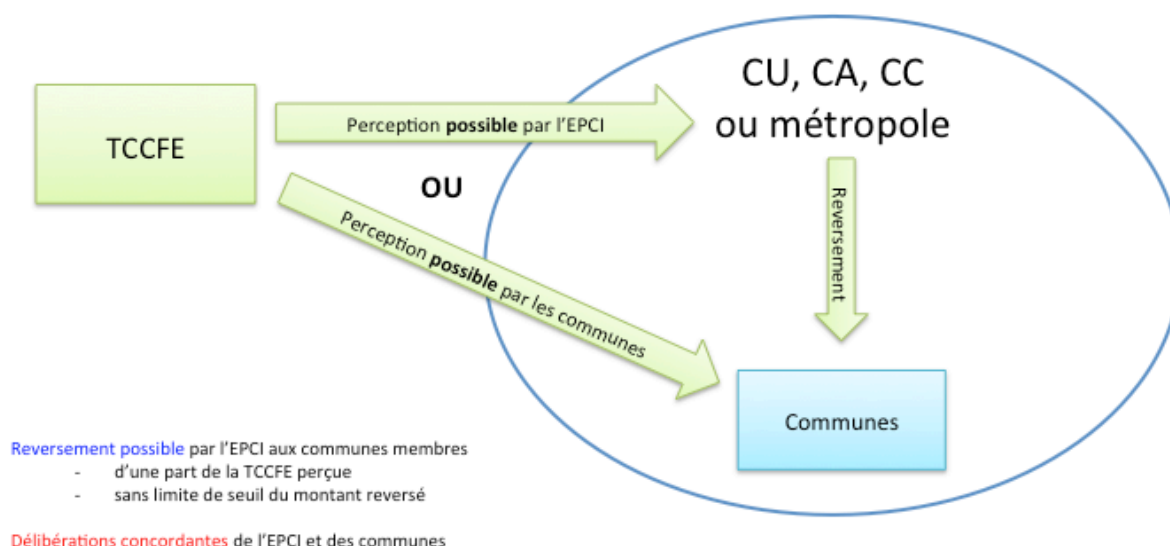 CU, CA, CC
ou métropole
TCCFE
Perception possible par l'EPCI
OU
Perception possible par les communes
Reversement
Communes
Reversement possible par l'EPCI aux communes membres
- d'une part de la TCCFE perçue
- sans limite de seuil du montant reversé
Délibérations concordantes de l'EPCI et des communes